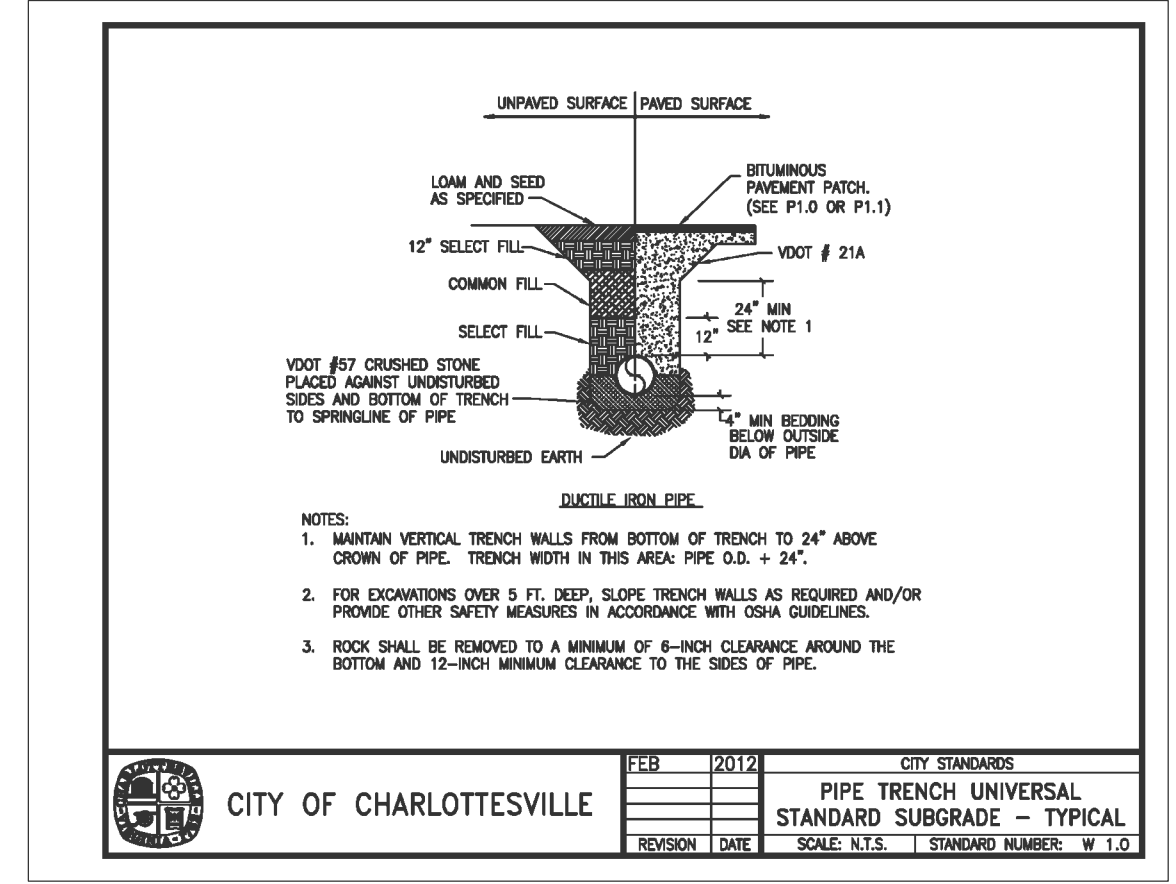 UNPAVED SURFACE PAVED SURFACE
LOAM AND SEED
AS SPECIFIED
BITUMINOUS
PAVEMENT PATCH.
(SEE P1.0 OR P1.1)
12" SELECT FILL
VDOT # 21A
COMMON FILL
24" MIN
SEE NOTE 1
12"
SELECT FILL
VDOT #57 CRUSHED STONE
PLACED AGAINST UNDISTURBED
SIDES AND BOTTOM OF TRENCH
TO SPRINGLINE OF PIPE
4" MIN BEDDING
BELOW OUTSIDE
DIA OF PIPE
UNDISTURBED EARTH
DUCTILE IRON PIPE
NOTES:
1. MAINTAIN VERTICAL TRENCH WALLS FROM BOTTOM OF TRENCH TO 24" ABOVE
CROWN OF PIPE. TRENCH WIDTH IN THIS AREA: PIPE O.D. + 24".
2. FOR EXCAVATIONS OVER 5 FT. DEEP, SLOPE TRENCH WALLS AS REQUIRED AND/OR
PROVIDE OTHER SAFETY MEASURES IN ACCORDANCE WITH OSHA GUIDELINES.
3. ROCK SHALL BE REMOVED TO A MINIMUM OF 6-INCH CLEARANCE AROUND THE
BOTTOM AND 12-INCH MINIMUM CLEARANCE TO THE SIDES OF PIPE.
CHARLOTTESVILLE
VIRGINIA
CITY OF CHARLOTTESVILLE
FEB 2012
REVISION DATE
CITY STANDARDS
PIPE TRENCH UNIVERSAL
STANDARD SUBGRADE - TYPICAL
SCALE: N.T.S. STANDARD NUMBER: W 1.0